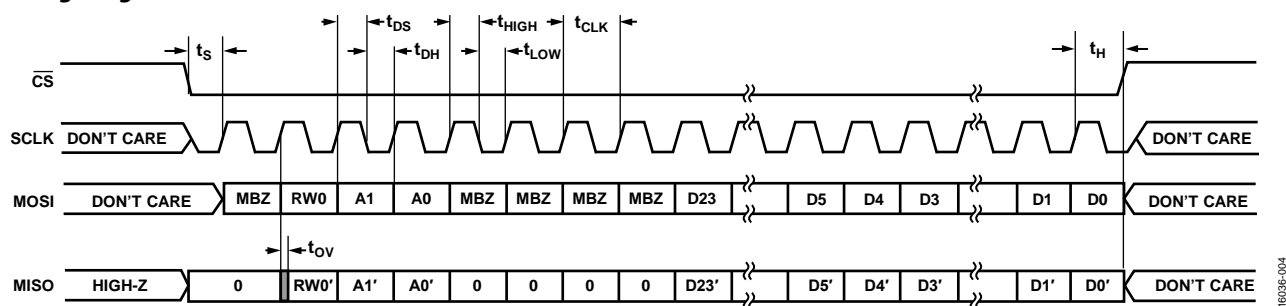 tS
tDS
tDH
tHIGH
tLOW
tCLK
tH
CS
SCLK DON'T CARE DON'T CARE
MOSI DON'T CARE MBZ RW0 A1 A0 MBZ MBZ MBZ MBZ D23 D5 D4 D3 D1 D0 DON'T CARE
tOV
MISO HIGH-Z 0 RW0′ A1′ A0′ 0 0 0 0 D23′ D5′ D4′ D3′ D1′ D0′ DON'T CARE